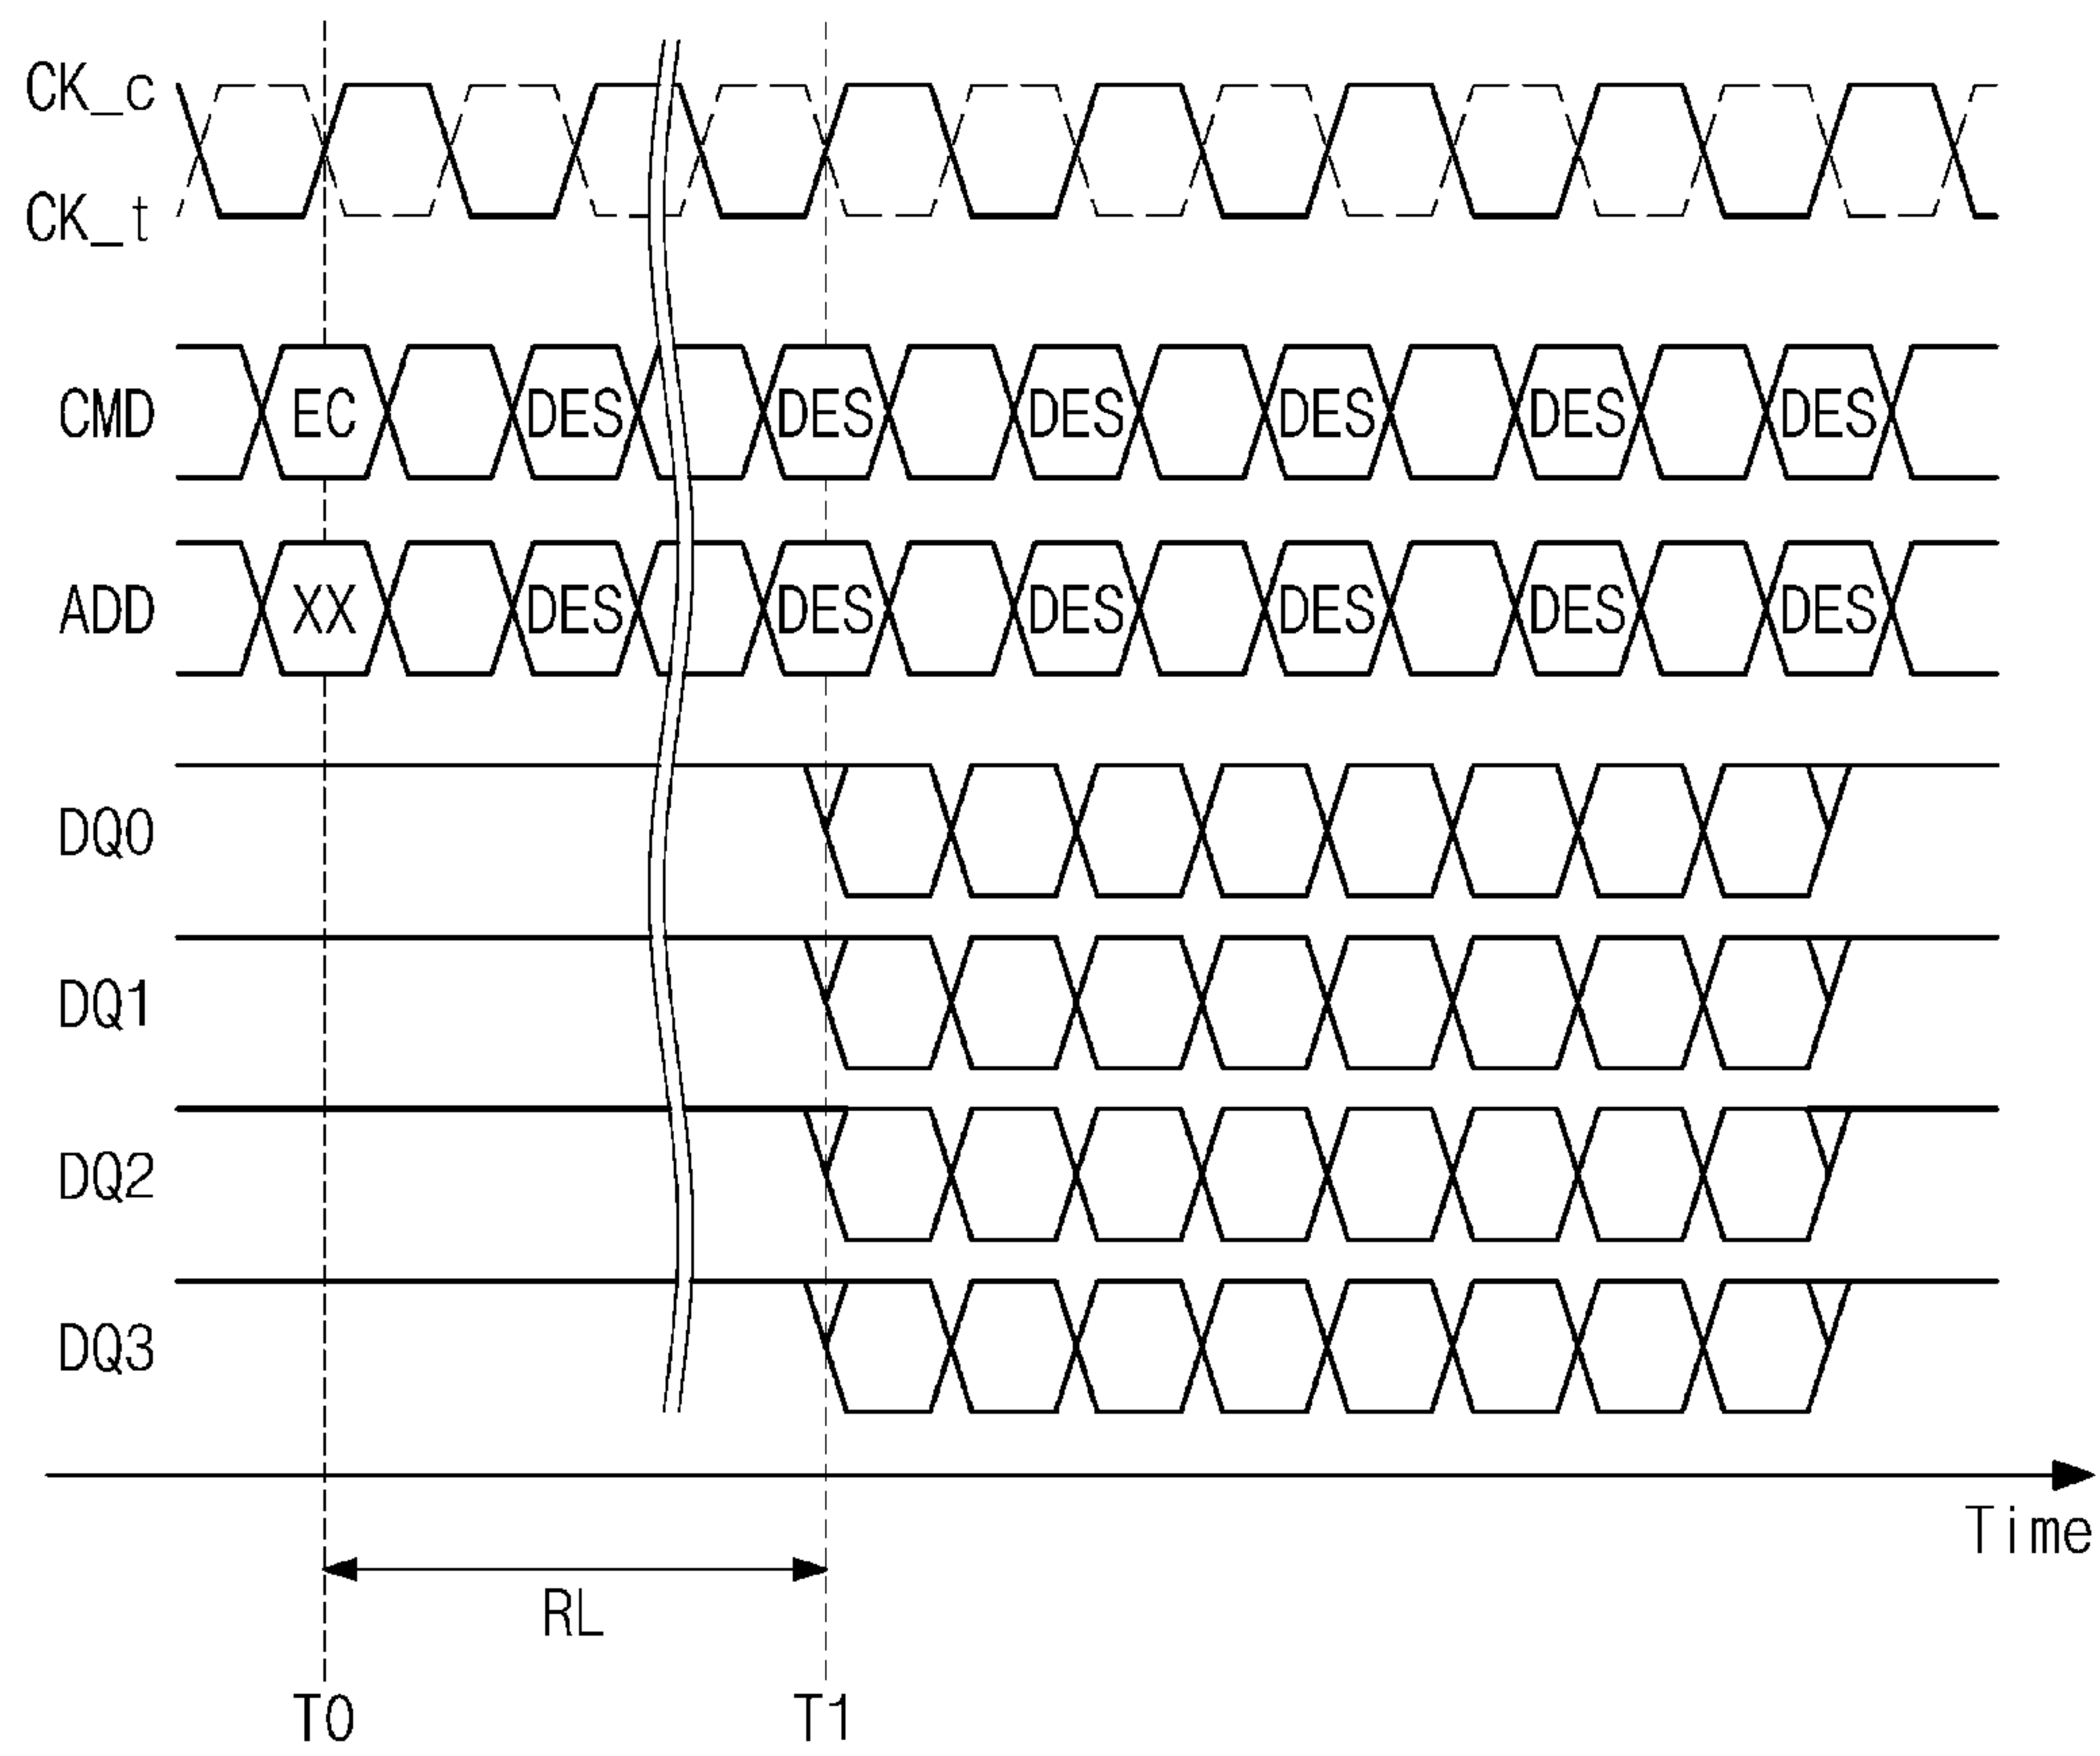 CK_c
CK_t
CMD EC DES DES DES DES DES DES
ADD XX DES DES DES DES DES DES
DQ0
DQ1
DQ2
DQ3
Time
RL
T0 T1